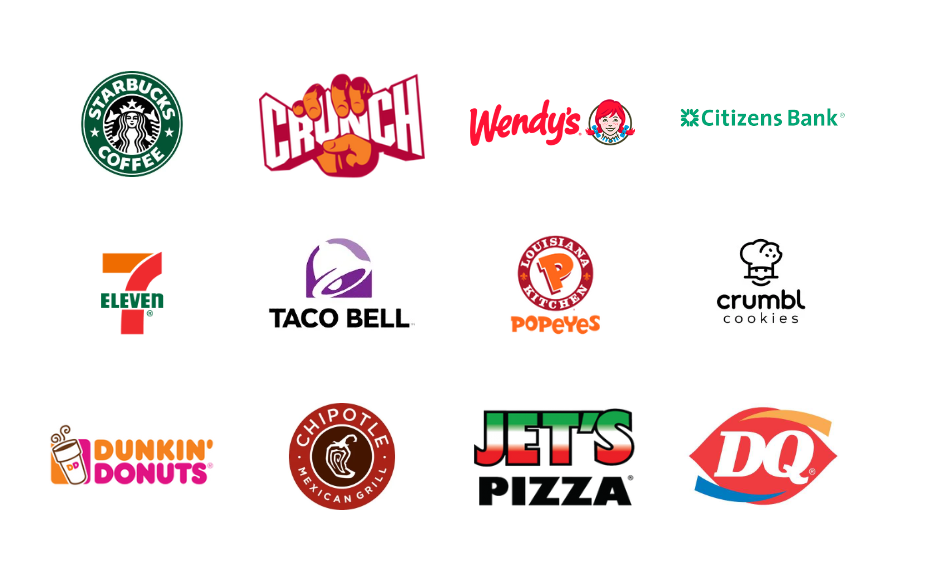 STARBUCKS
COFFEE
CRUNCH
Wendy's
Citizens Bank®
7
ELEVEN®
TACO BELL
LOUISIANA
KITCHEN
P
POPEYES
crumbl
cookies
DD
DUNKIN'
DONUTS®
CHIPOTLE
MEXICAN GRILL
JET'S
PIZZA®
DQ®